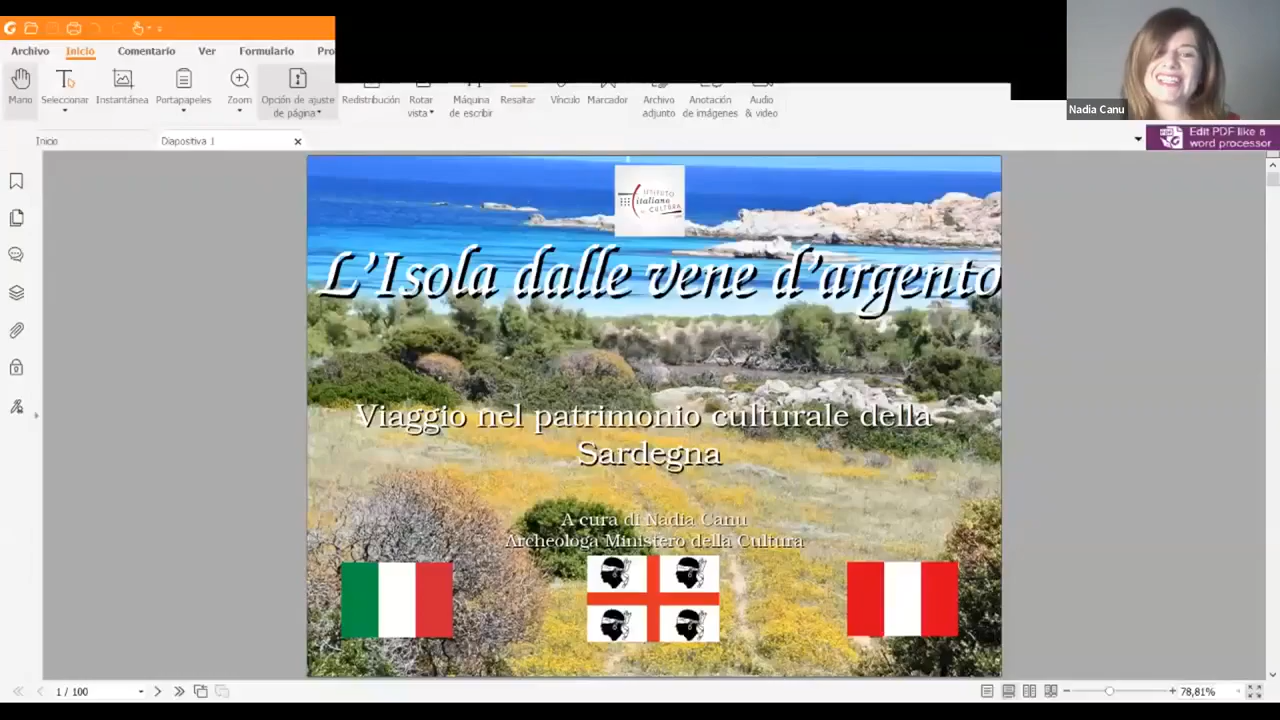 Archivo Inicio Comentario Ver Formulario Pro
Mano Seleccionar Instantánea Portapapeles Zoom Opción de ajuste de página Redistribución Rotar vista Máquina de escribir Resaltar Vínculo Marcador Archivo adjunto Anotación de imágenes Audio & video
Nadia Canu
Inicio Diapositiva 1
Edit PDF like a
word processor
ISTITUTO
italiano
CULTURA
L'Isola dalle vene d'argento
Viaggio nel patrimonio culturale della
Sardegna
A cura di Nadia Canu
Archeologa Ministero della Cultura
1 / 100
78,81%